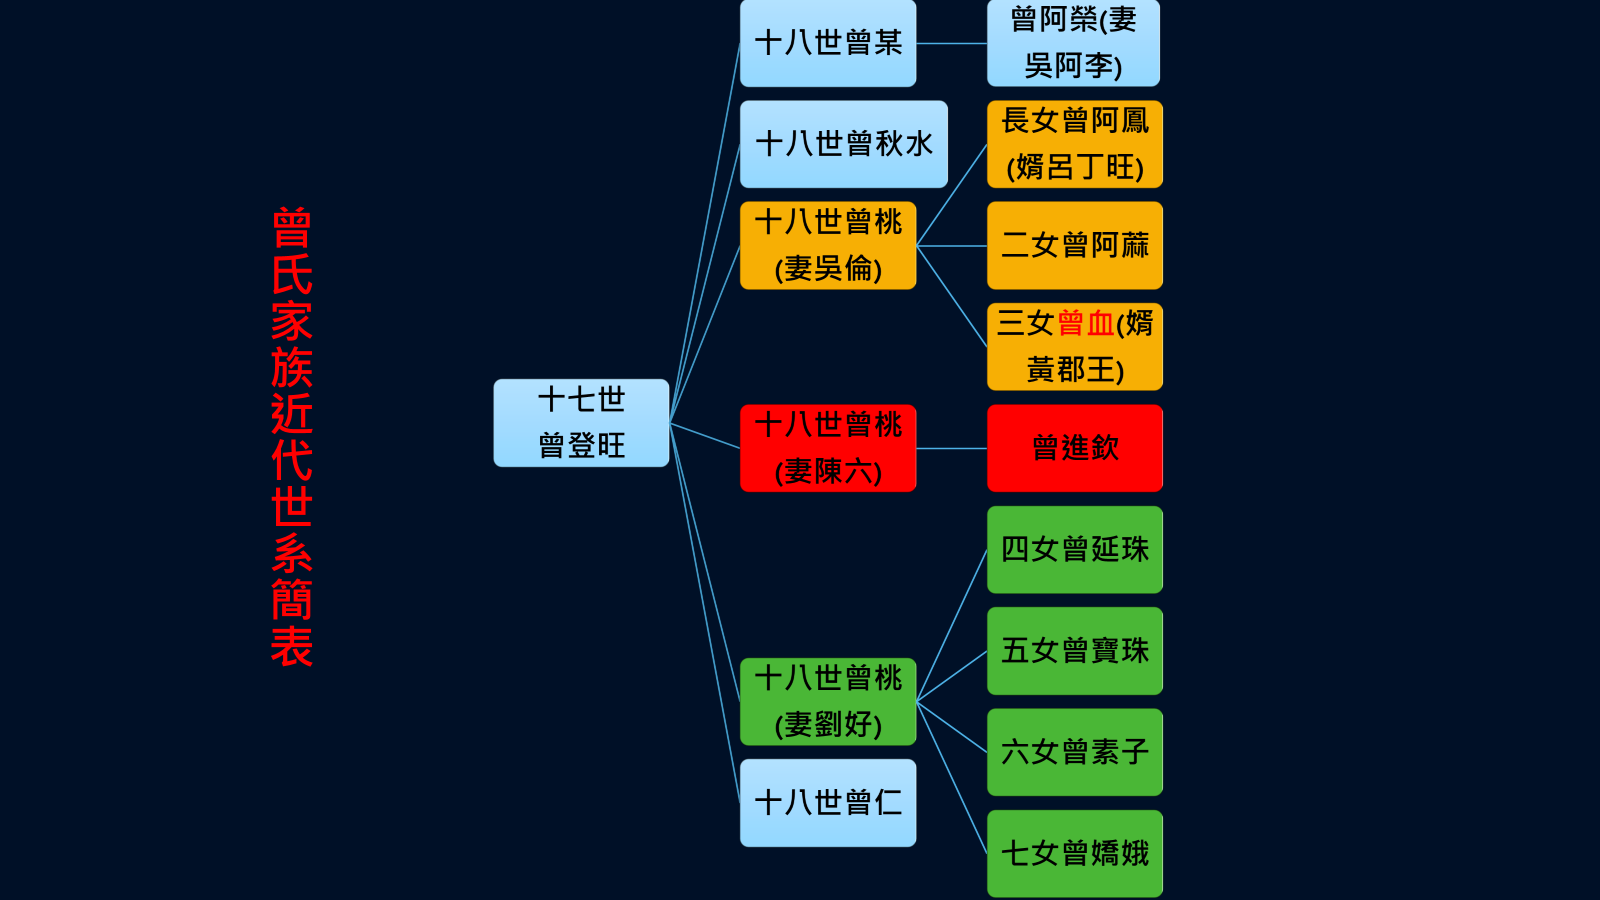 曾氏家族近代世系簡表
十七世
曾登旺
十八世曾某
曾阿榮(妻
吳阿李)
十八世曾秋水
十八世曾桃
(妻吳倫)
長女曾阿鳳
(婿呂丁旺)
二女曾阿蔴
三女曾血(婿
黃郡王)
十八世曾桃
(妻陳六)
曾進欽
十八世曾桃
(妻劉好)
四女曾延珠
五女曾寶珠
六女曾素子
七女曾嬌娥
十八世曾仁